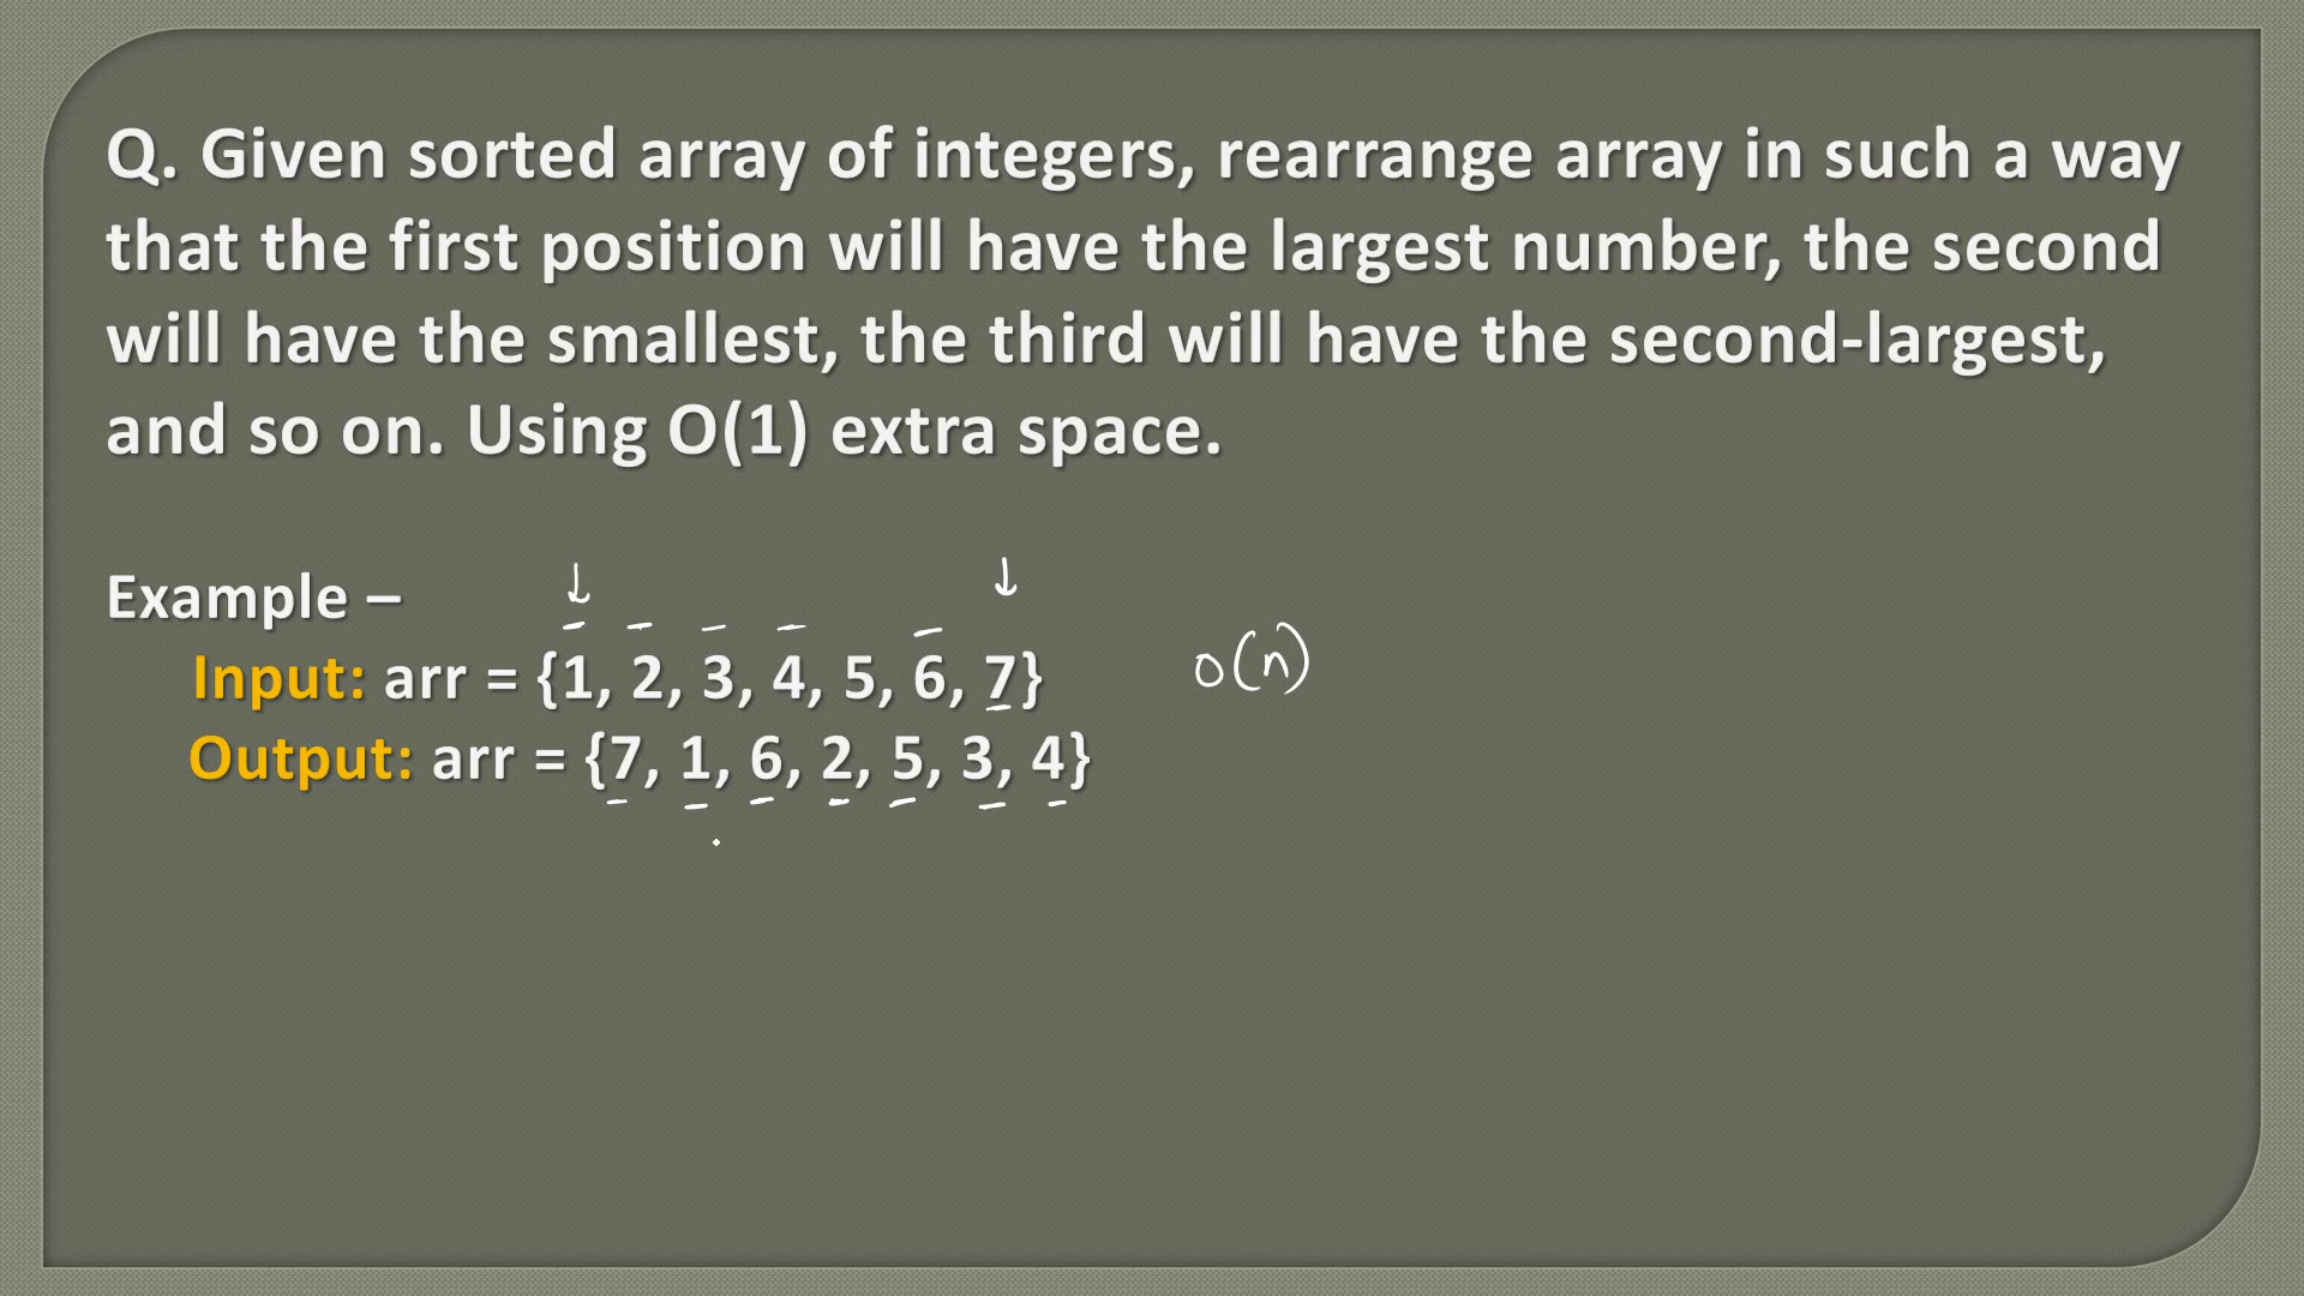 Q. Given sorted array of integers, rearrange array in such a way
that the first position will have the largest number, the second
will have the smallest, the third will have the second-largest,
and so on. Using O(1) extra space.
Example –
Input: arr = {1, 2, 3, 4, 5, 6, 7}
O(n)
Output: arr = {7, 1, 6, 2, 5, 3, 4}